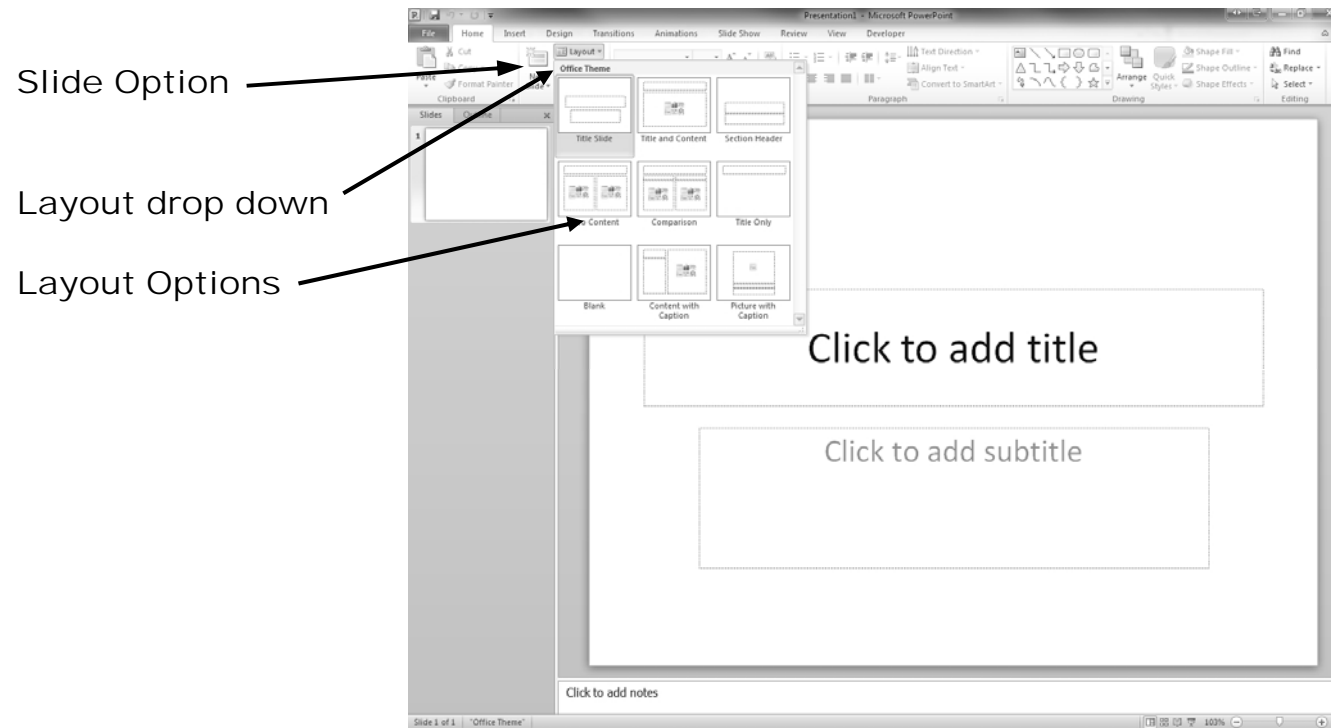 Presentation1 - Microsoft PowerPoint
File Home Insert Design Transitions Animations Slide Show Review View Developer
Slide Option
Layout drop down
Layout Options
Cut
Format Painter
Paste
Clipboard
Layout
Text Direction
Align Text
Convert to SmartArt
Paragraph
Arrange
Quick Styles
Shape Fill
Shape Outline
Shape Effects
Drawing
Find
Replace
Select
Editing
Slides
1
Office Theme
Title Slide
Title and Content
Section Header
Content
Comparison
Title Only
Blank
Content with Caption
Picture with Caption
Click to add title
Click to add subtitle
Click to add notes
Slide 1 of 1 "Office Theme" 103%